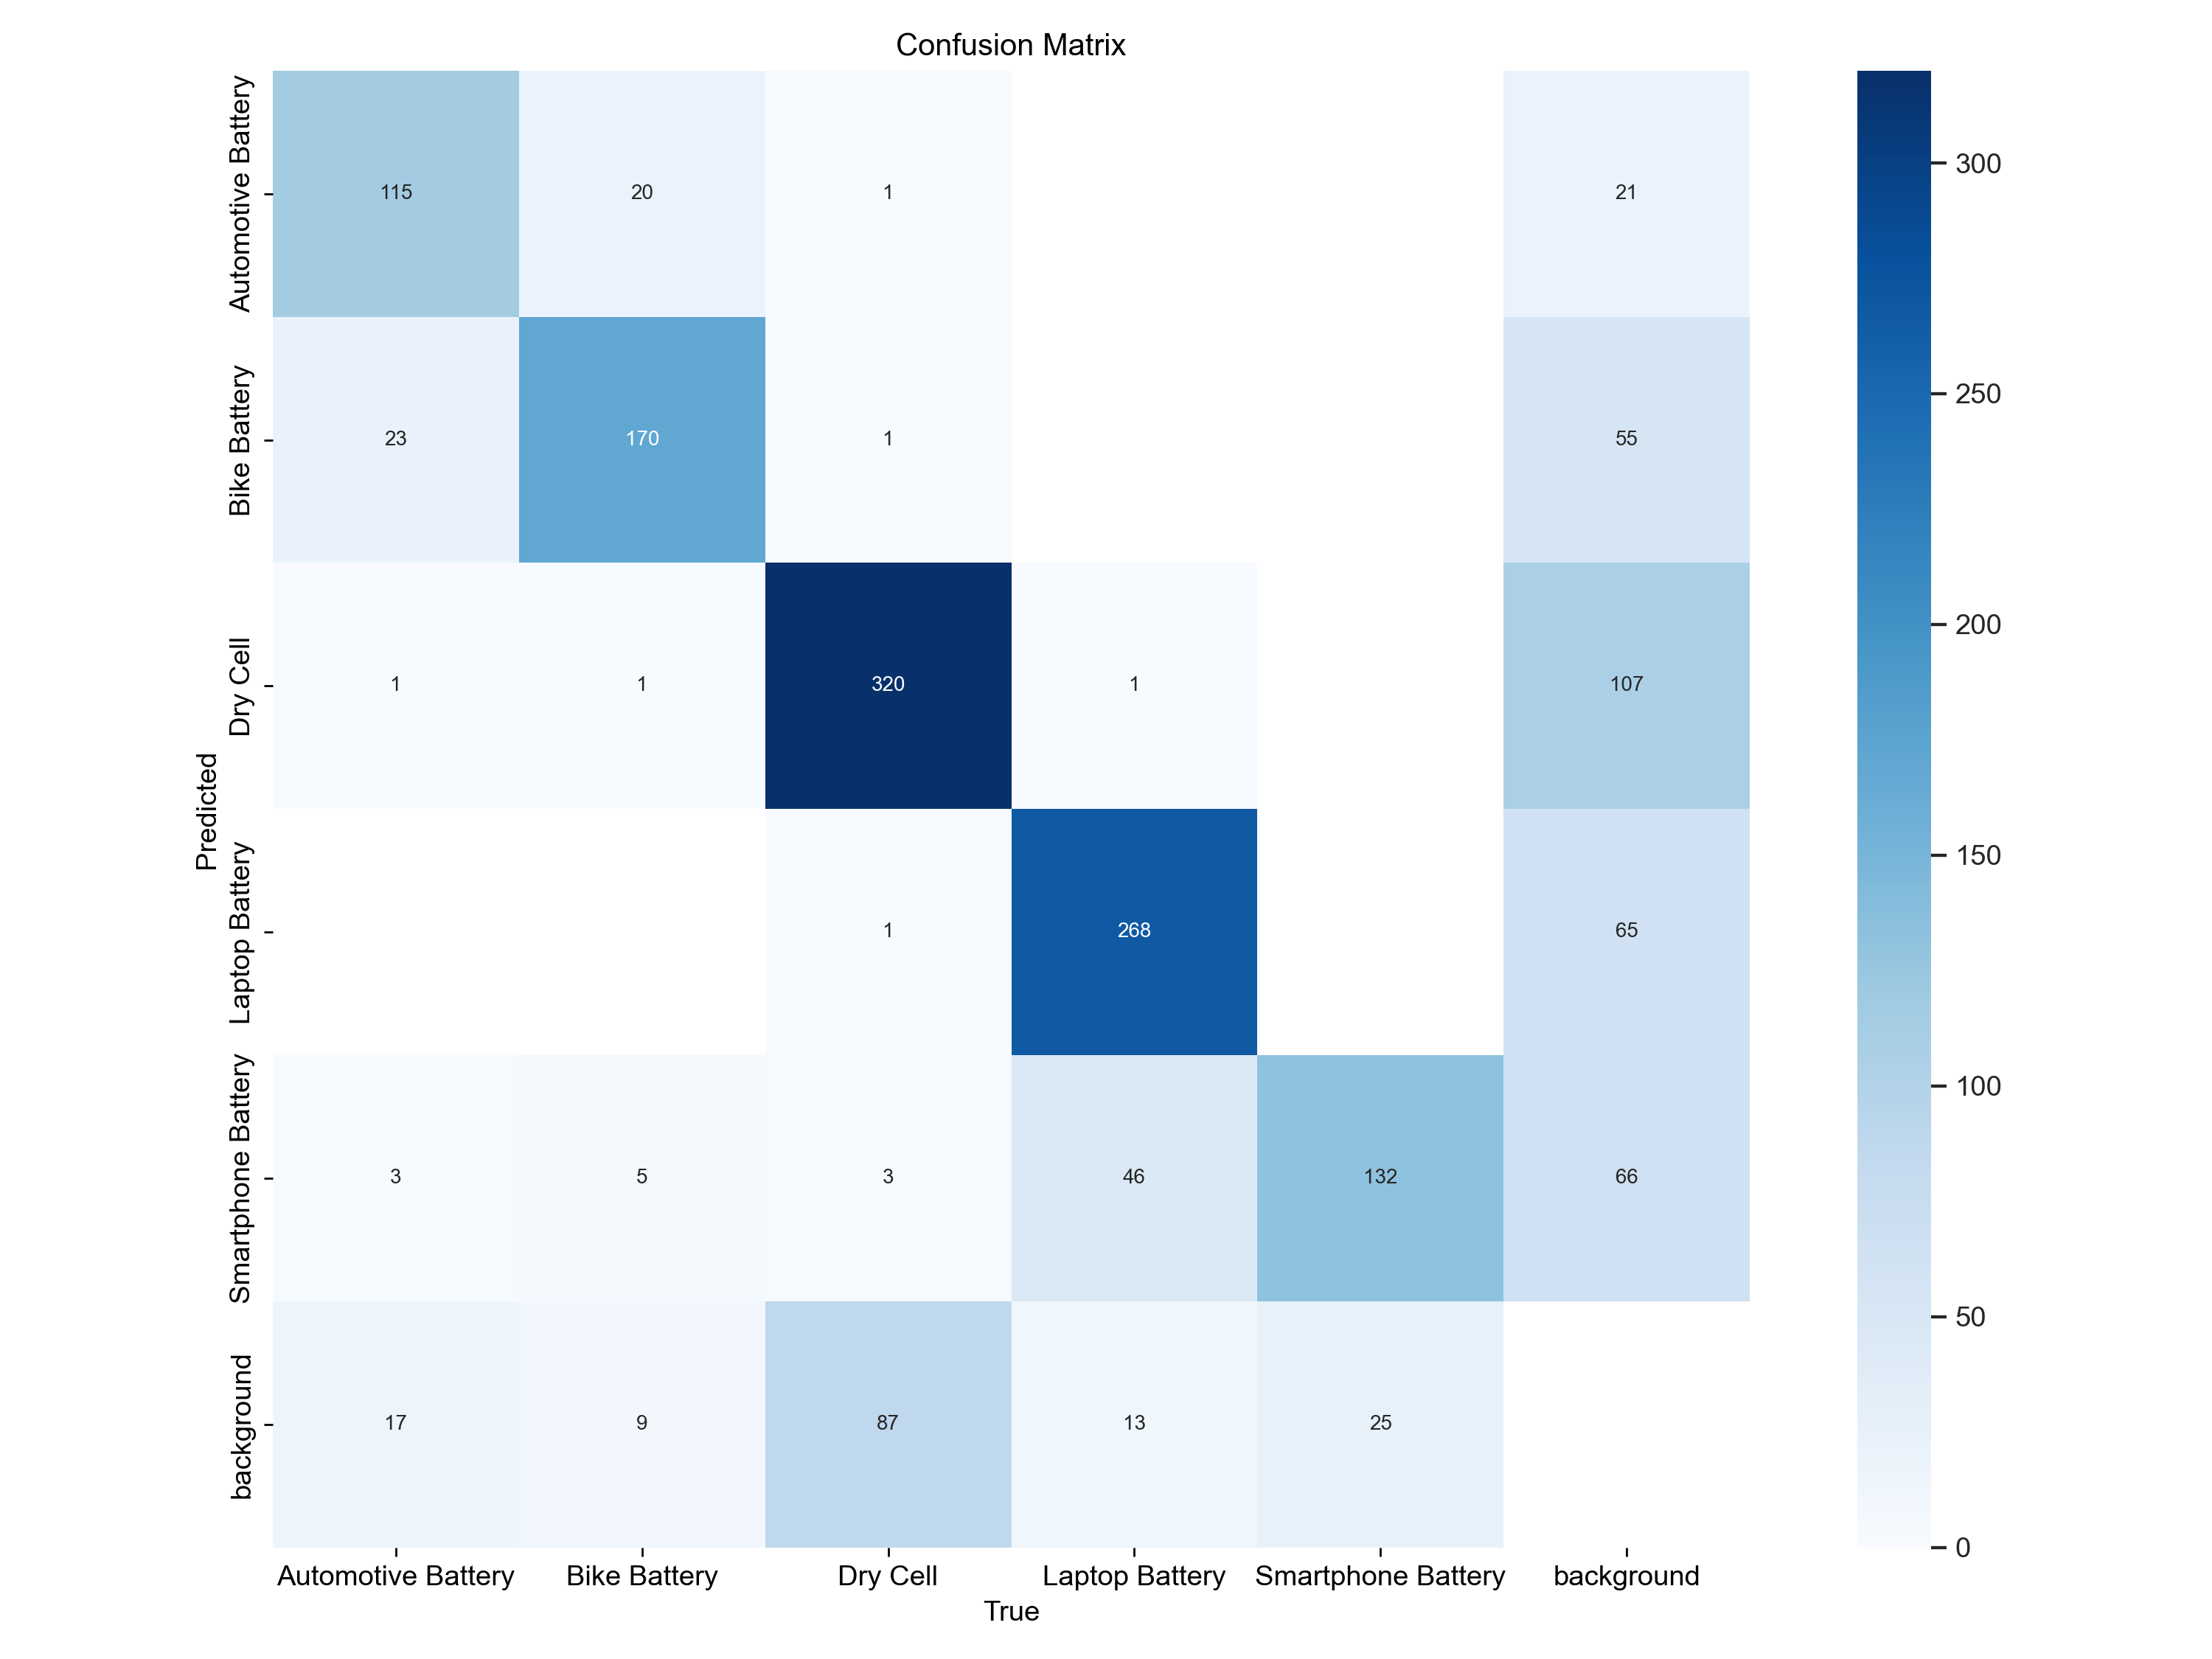 Confusion Matrix
Predicted
Automotive Battery
115 20 1 21
Bike Battery
23 170 1 55
Dry Cell
1 1 320 1 107
Laptop Battery
1 268 65
Smartphone Battery
3 5 3 46 132 66
background
17 9 87 13 25
Automotive Battery Bike Battery Dry Cell Laptop Battery Smartphone Battery background
True
300
250
200
150
100
50
0